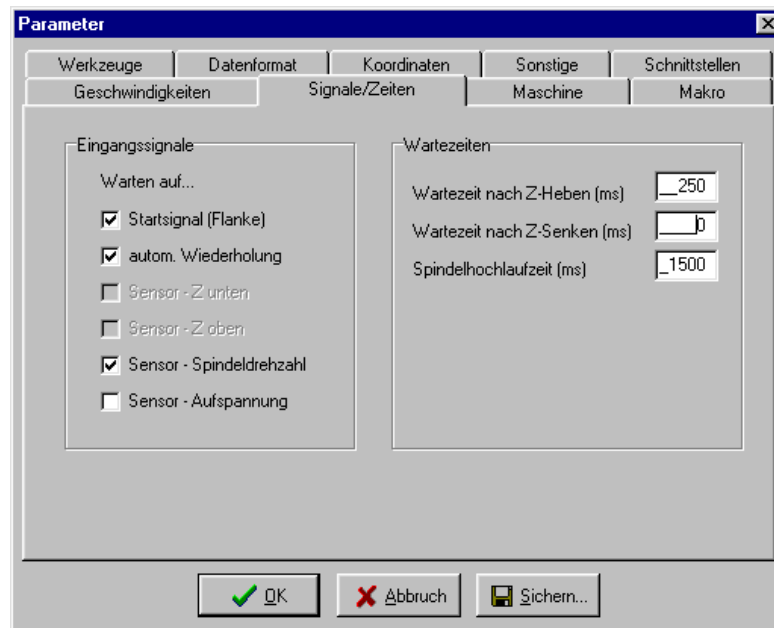 Parameter
Werkzeuge Datenformat Koordinaten Sonstige Schnittstellen
Geschwindigkeiten Signale/Zeiten Maschine Makro
Eingangssignale
Warten auf...
Startsignal (Flanke)
autom. Wiederholung
Sensor - Z unten
Sensor - Z oben
Sensor - Spindeldrehzahl
Sensor - Aufspannung
Wartezeiten
Wartezeit nach Z-Heben (ms) __250
Wartezeit nach Z-Senken (ms) ____0
Spindelhochlaufzeit (ms) _1500
OK Abbruch Sichern...